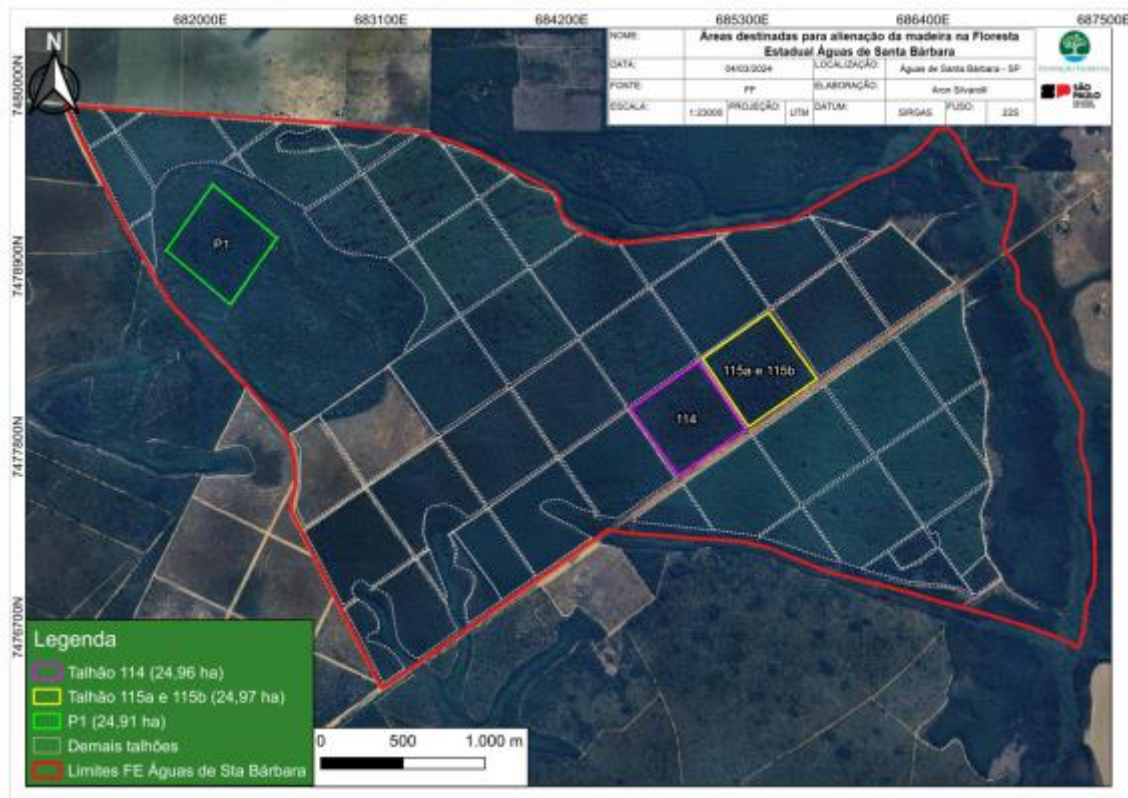 682000E 683100E 684200E 685300E 686400E 687500E
NOME: Áreas destinadas para alienação da madeira na Floresta
Estadual Águas de Santa Bárbara
DATA: 04/03/2024 LOCALIZAÇÃO: Águas de Santa Bárbara - SP
FONTE: FF ELABORAÇÃO: Aron Silvarolli
ESCALA: 1:23000 PROJEÇÃO: UTM DATUM: SIRGAS FUSO: 22S
SÃO
PAULO
N
7480000N
7478900N
7477800N
7476700N
P1
115a e 115b
114
Legenda
Talhão 114 (24,96 ha)
Talhão 115a e 115b (24,97 ha)
P1 (24,91 ha)
Demais talhões
Limites FE Águas de Sta Bárbara
0 500 1.000 m